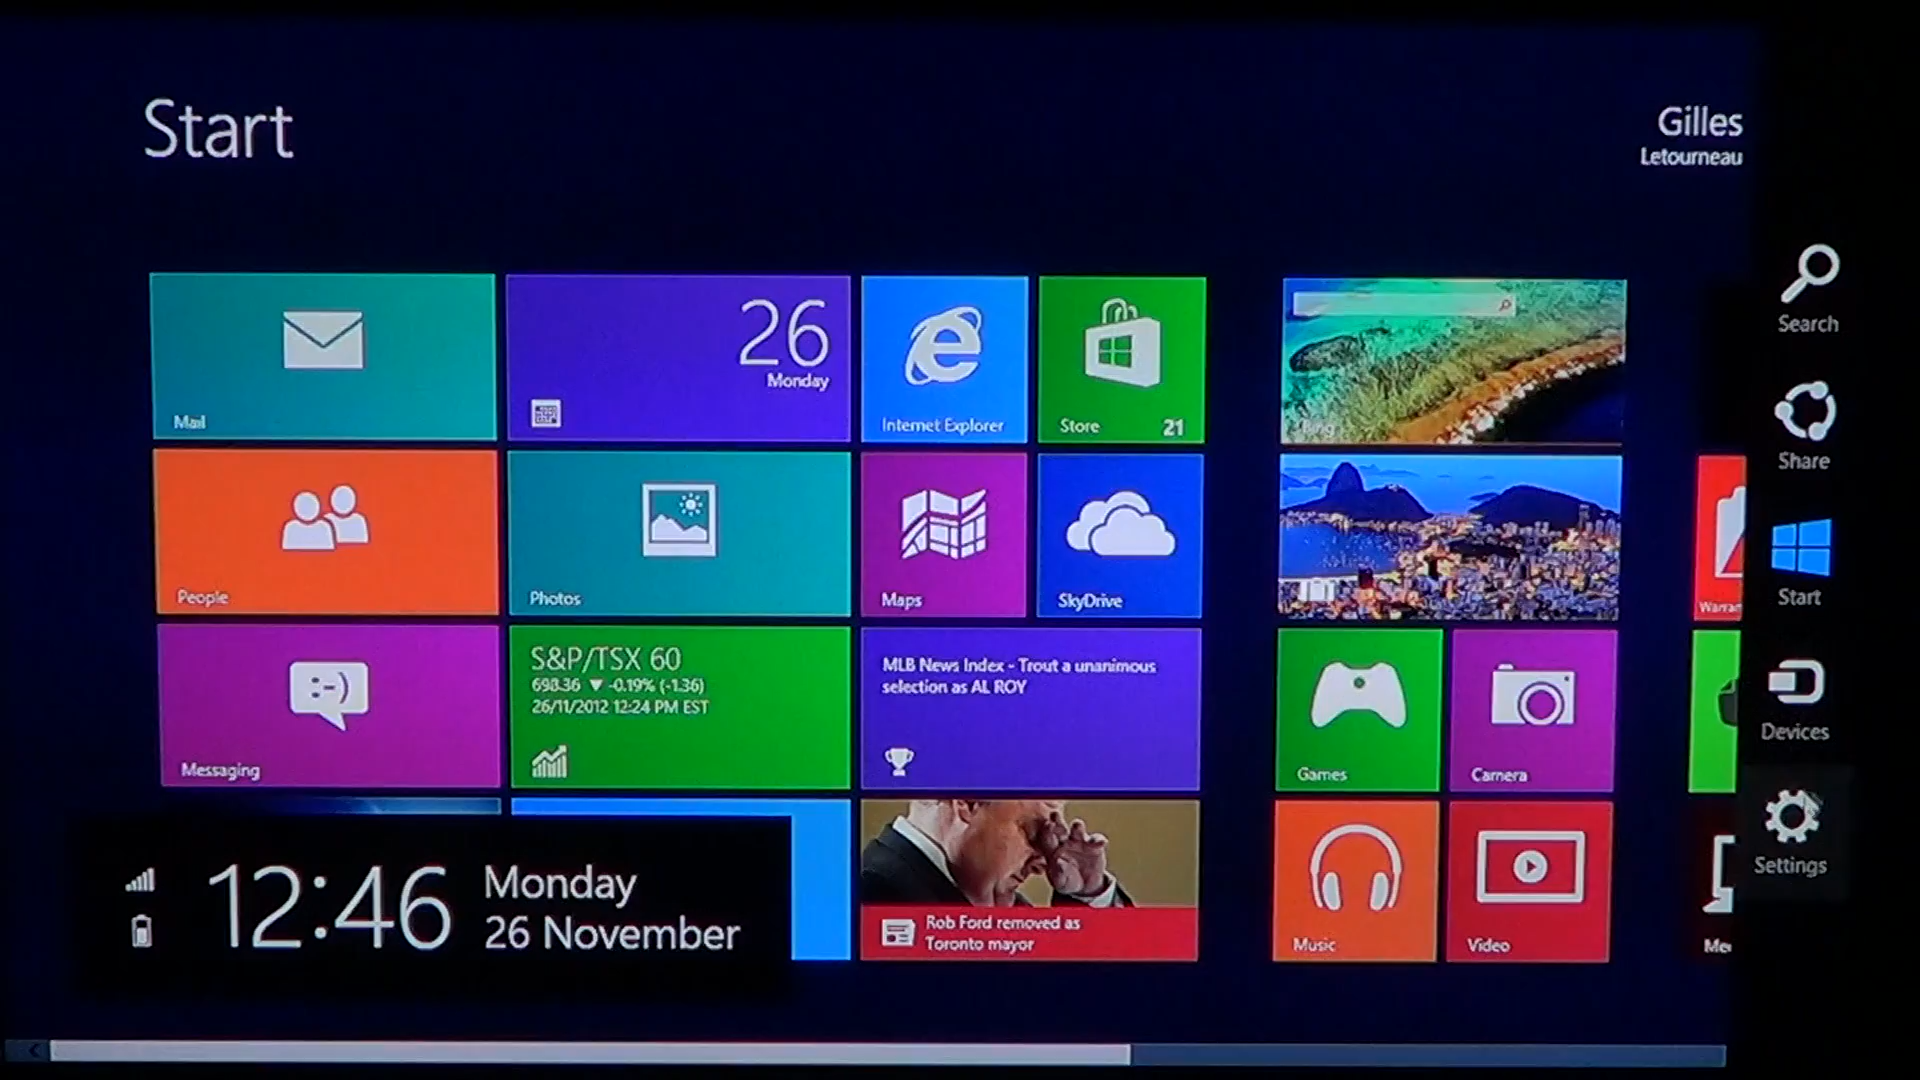 Start
Gilles
Letourneau
Mail
26
Monday
Internet Explorer
Store
21
People
Photos
Maps
SkyDrive
Messaging
S&P/TSX 60
698.36 ▼ -0.19% (-1.36)
26/11/2012 12:24 PM EST
MLB News Index - Trout a unanimous
selection as AL ROY
Games
Camera
Rob Ford removed as
Toronto mayor
Music
Video
12:46
Monday
26 November
Search
Share
Start
Devices
Settings